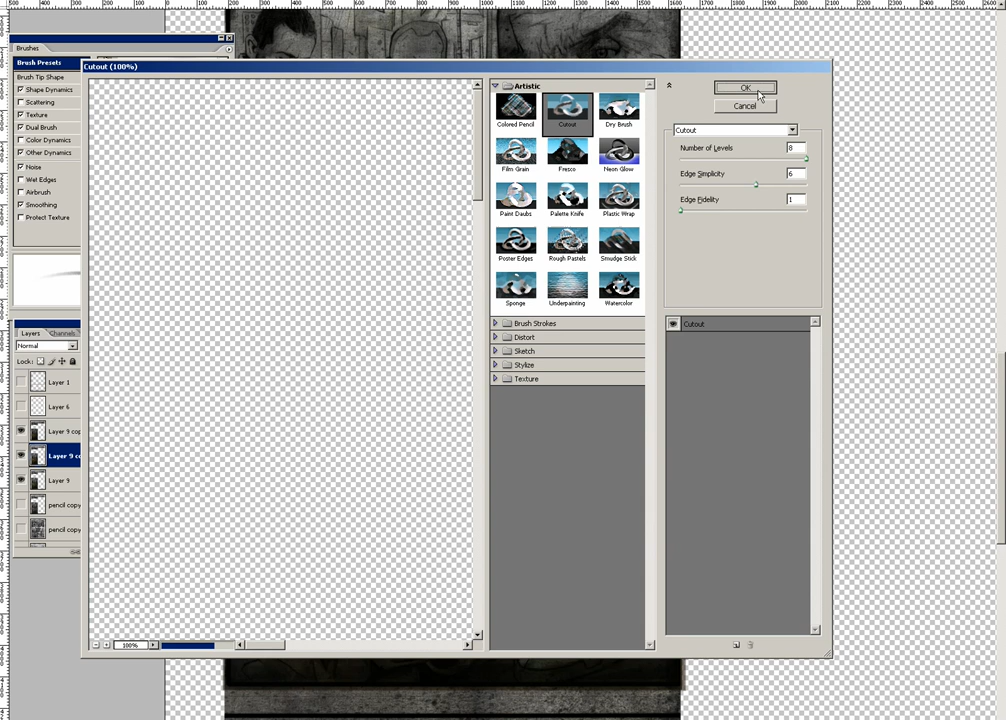 Brushes
Brush Presets
Brush Tip Shape
Shape Dynamics
Scattering
Texture
Dual Brush
Color Dynamics
Other Dynamics
Noise
Wet Edges
Airbrush
Smoothing
Protect Texture
Layers Channels
Normal
Lock:
Layer 1
Layer 6
Layer 9 cop
Layer 9 co
Layer 9
pencil copy
pencil copy
Cutout (100%)
100%
Artistic
Colored Pencil Cutout Dry Brush
Film Grain Fresco Neon Glow
Paint Daubs Palette Knife Plastic Wrap
Poster Edges Rough Pastels Smudge Stick
Sponge Underpainting Watercolor
Brush Strokes
Distort
Sketch
Stylize
Texture
OK
Cancel
Cutout
Number of Levels 8
Edge Simplicity 6
Edge Fidelity 1
Cutout